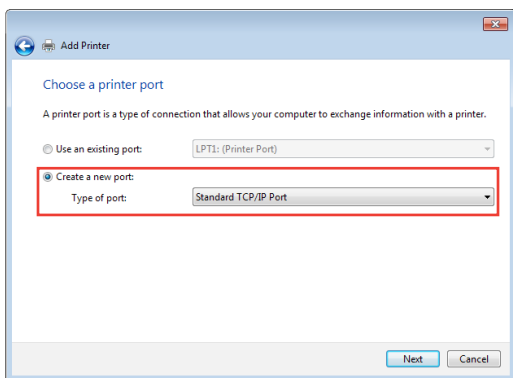 Add Printer
Choose a printer port
A printer port is a type of connection that allows your computer to exchange information with a printer.
Use an existing port: LPT1: (Printer Port)
Create a new port:
Type of port: Standard TCP/IP Port
Next Cancel